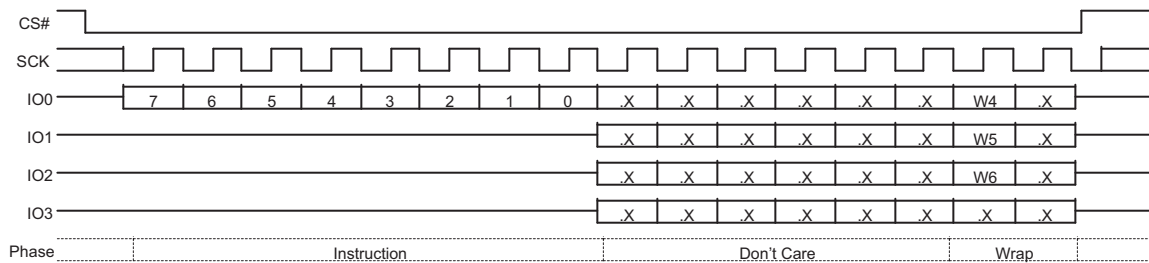 CS#
SCK
IO0 7 6 5 4 3 2 1 0 .X .X .X .X .X .X W4 .X
IO1 .X .X .X .X .X .X W5 .X
IO2 .X .X .X .X .X .X W6 .X
IO3 .X .X .X .X .X .X .X .X
Phase Instruction Don't Care Wrap